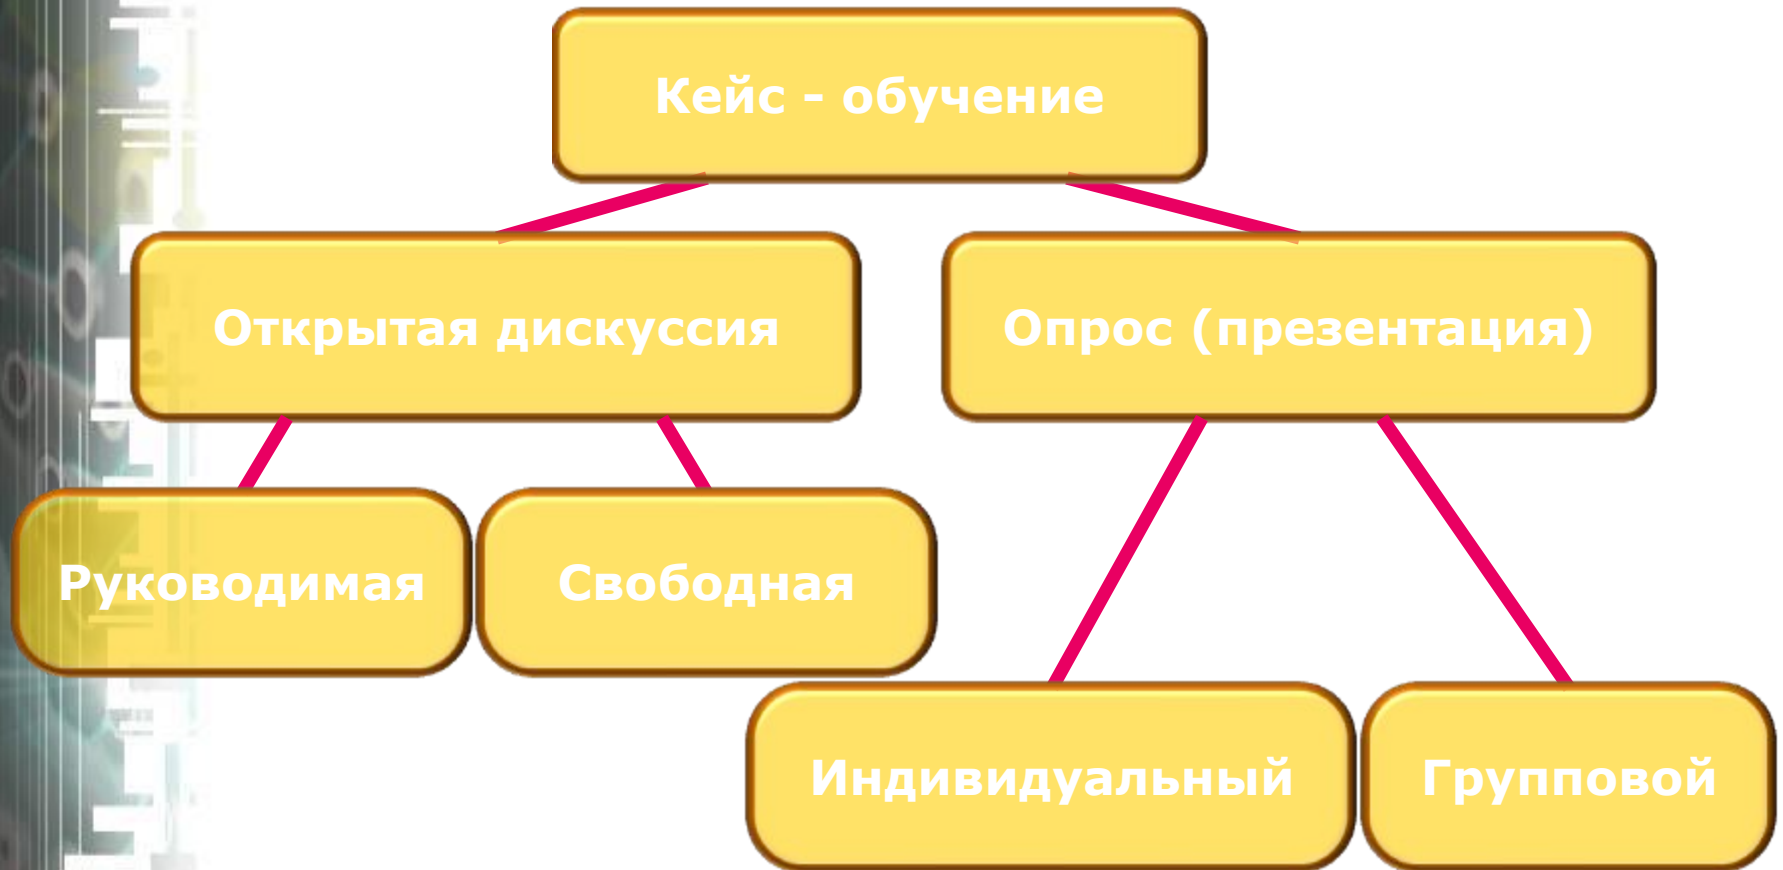 Кейс - обучение
Открытая дискуссия
Опрос (презентация)
Руководимая
Свободная
Индивидуальный
Групповой